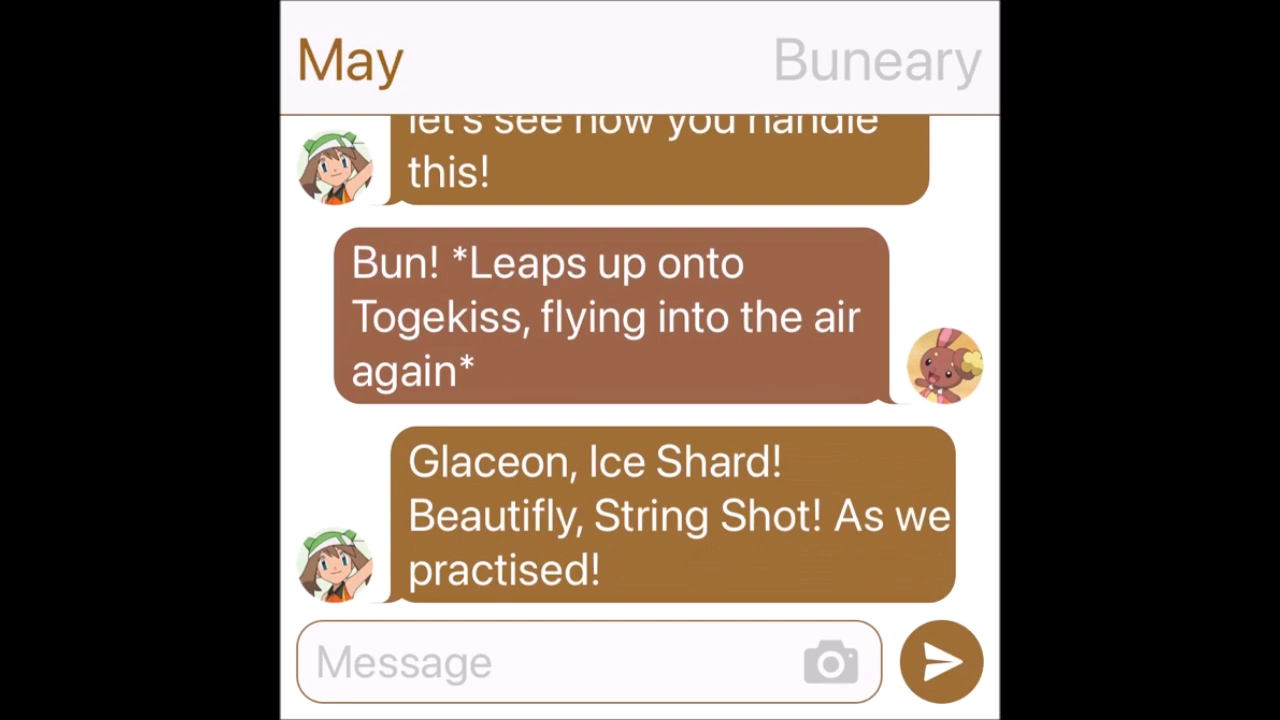 May
Buneary
let's see how you handle
this!
Bun! *Leaps up onto
Togekiss, flying into the air
again*
Glaceon, Ice Shard!
Beautifly, String Shot! As we
practised!
Message